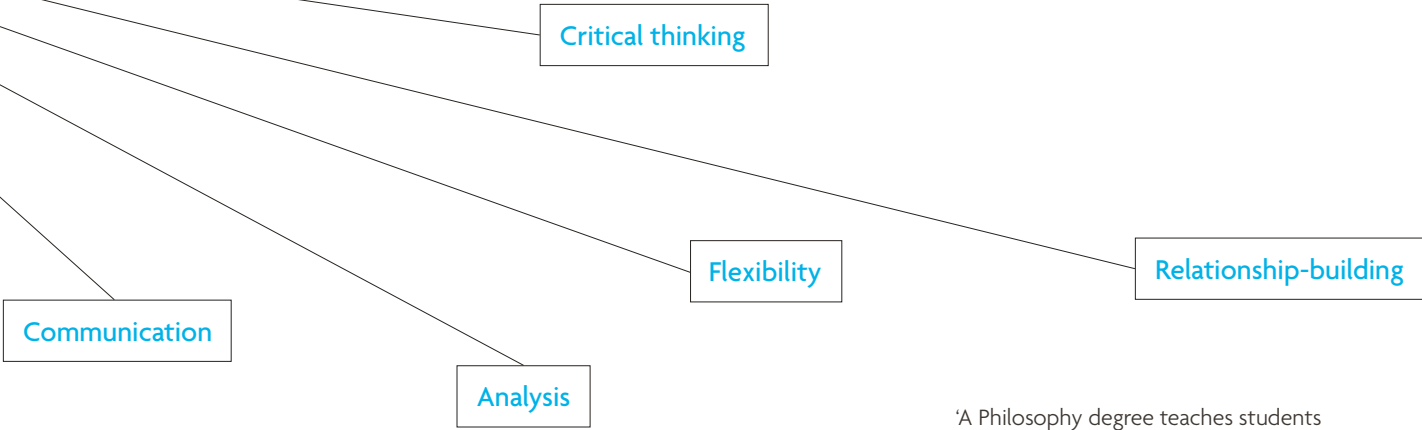 Critical thinking
Flexibility
Relationship-building
Communication
Analysis
‘A Philosophy degree teaches students